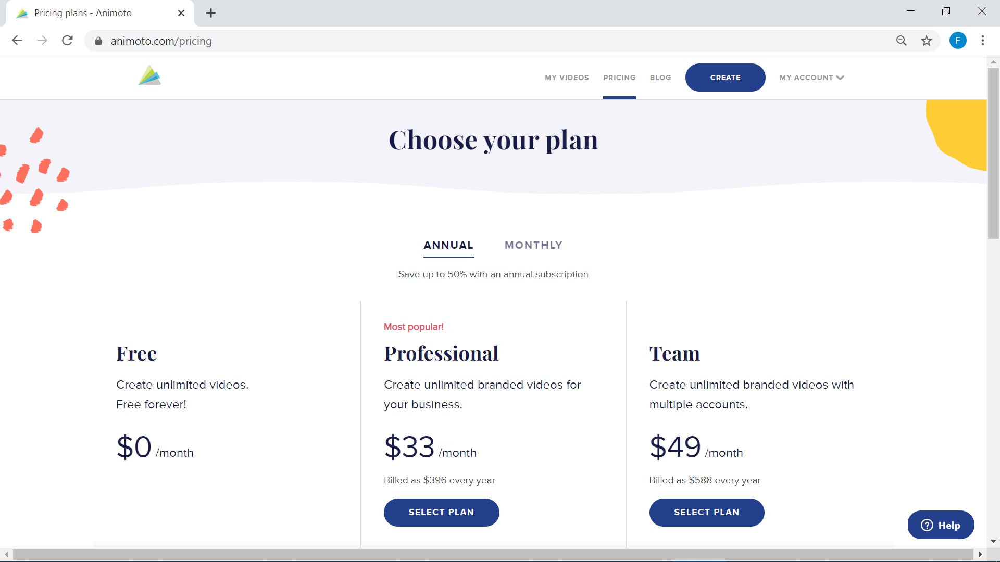 Pricing plans - Animoto
animoto.com/pricing
F
MY VIDEOS
PRICING
BLOG
CREATE
MY ACCOUNT
Choose your plan
ANNUAL
MONTHLY
Save up to 50% with an annual subscription
Free
Create unlimited videos.
Free forever!
$0 /month
Most popular!
Professional
Create unlimited branded videos for
your business.
$33 /month
Billed as $396 every year
SELECT PLAN
Team
Create unlimited branded videos with
multiple accounts.
$49 /month
Billed as $588 every year
SELECT PLAN
? Help